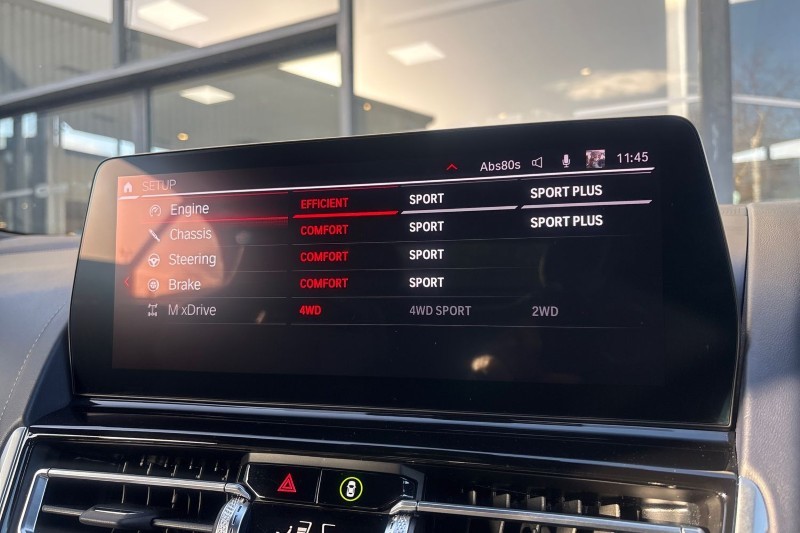 Abs80s 11:45
SETUP
Engine EFFICIENT SPORT SPORT PLUS
Chassis COMFORT SPORT SPORT PLUS
Steering COMFORT SPORT
Brake COMFORT SPORT
M xDrive 4WD 4WD SPORT 2WD